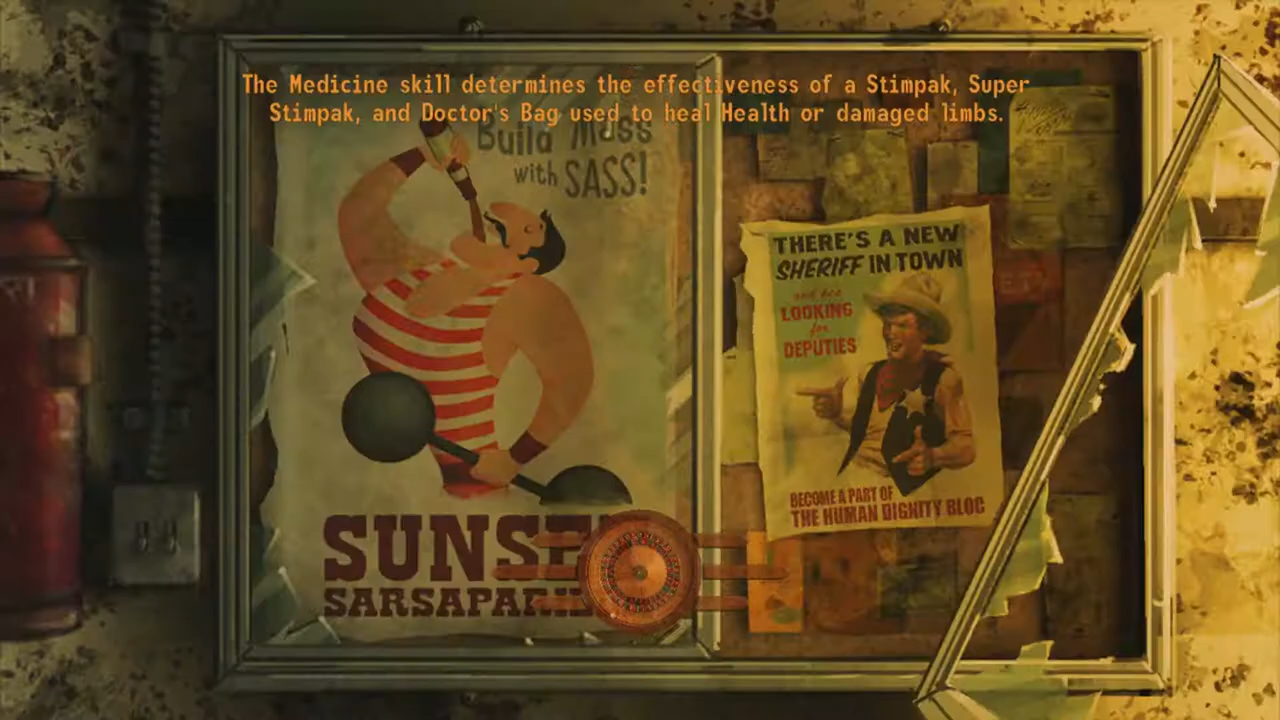 The Medicine skill determines the effectiveness of a Stimpak, Super
Stimpak, and Doctor's Bag used to heal Health or damaged limbs.
Build Mass
with SASS!
THERE'S A NEW
SHERIFF IN TOWN
LOOKING
for
DEPUTIES
BECOME A PART OF
THE HUMAN DIGNITY BLOC